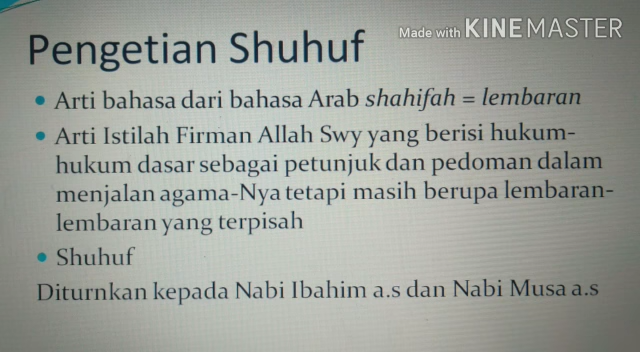 Made with KINEMASTER
Pengetian Shuhuf
• Arti bahasa dari bahasa Arab shahifah = lembaran
• Arti Istilah Firman Allah Swy yang berisi hukum-
hukum dasar sebagai petunjuk dan pedoman dalam
menjalan agama-Nya tetapi masih berupa lembaran-
lembaran yang terpisah
• Shuhuf
Diturnkan kepada Nabi Ibahim a.s dan Nabi Musa a.s